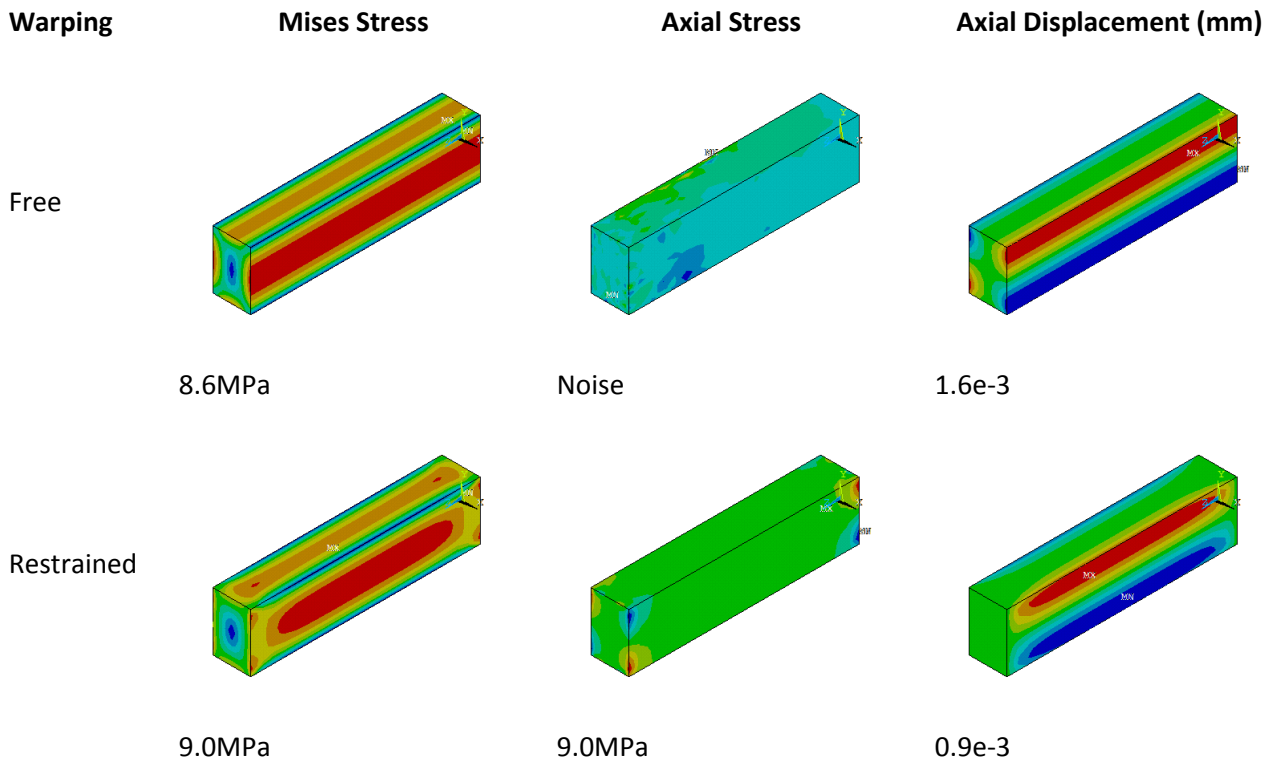 Warping Mises Stress Axial Stress Axial Displacement (mm)
Free
8.6MPa Noise 1.6e-3
Restrained
9.0MPa 9.0MPa 0.9e-3